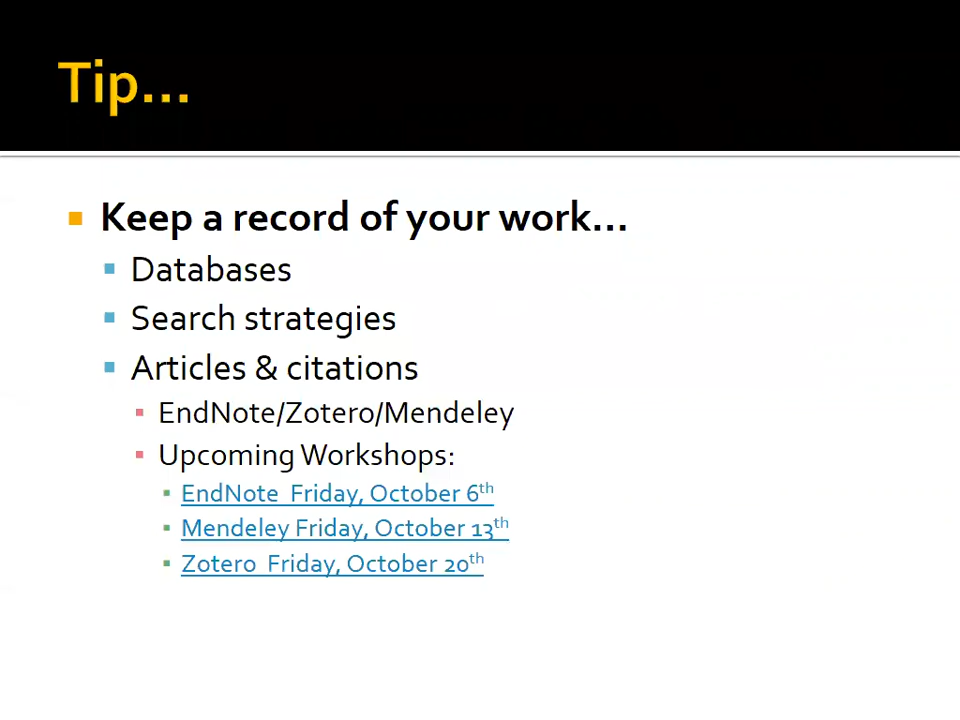 Tip...
Keep a record of your work...
Databases
Search strategies
Articles & citations
EndNote/Zotero/Mendeley
Upcoming Workshops:
EndNote Friday, October 6th
Mendeley Friday, October 13th
Zotero Friday, October 20th